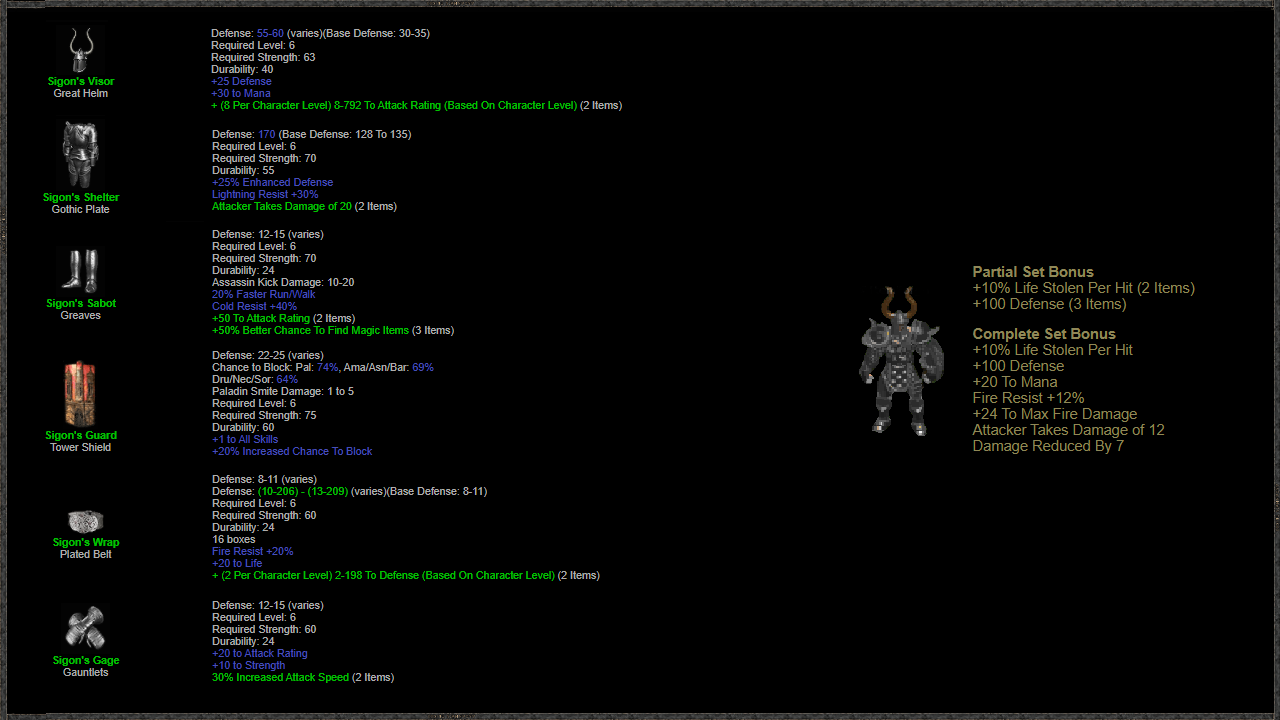 Sigon's Visor
Great Helm
Defense: 55-60 (varies)(Base Defense: 30-35)
Required Level: 6
Required Strength: 63
Durability: 40
+25 Defense
+30 to Mana
+ (8 Per Character Level) 8-792 To Attack Rating (Based On Character Level) (2 Items)
Sigon's Shelter
Gothic Plate
Defense: 170 (Base Defense: 128 To 135)
Required Level: 6
Required Strength: 70
Durability: 55
+25% Enhanced Defense
Lightning Resist +30%
Attacker Takes Damage of 20 (2 Items)
Sigon's Sabot
Greaves
Defense: 12-15 (varies)
Required Level: 6
Required Strength: 70
Durability: 24
Assassin Kick Damage: 10-20
20% Faster Run/Walk
Cold Resist +40%
+50 To Attack Rating (2 Items)
+50% Better Chance To Find Magic Items (3 Items)
Sigon's Guard
Tower Shield
Defense: 22-25 (varies)
Chance to Block: Pal: 74%, Ama/Asn/Bar: 69%
Dru/Nec/Sor: 64%
Paladin Smite Damage: 1 to 5
Required Level: 6
Required Strength: 75
Durability: 60
+1 to All Skills
+20% Increased Chance To Block
Sigon's Wrap
Plated Belt
Defense: 8-11 (varies)
Defense: (10-206) - (13-209) (varies)(Base Defense: 8-11)
Required Level: 6
Required Strength: 60
Durability: 24
16 boxes
Fire Resist +20%
+20 to Life
+ (2 Per Character Level) 2-198 To Defense (Based On Character Level) (2 Items)
Sigon's Gage
Gauntlets
Defense: 12-15 (varies)
Required Level: 6
Required Strength: 60
Durability: 24
+20 to Attack Rating
+10 to Strength
30% Increased Attack Speed (2 Items)
Partial Set Bonus
+10% Life Stolen Per Hit (2 Items)
+100 Defense (3 Items)
Complete Set Bonus
+10% Life Stolen Per Hit
+100 Defense
+20 To Mana
Fire Resist +12%
+24 To Max Fire Damage
Attacker Takes Damage of 12
Damage Reduced By 7